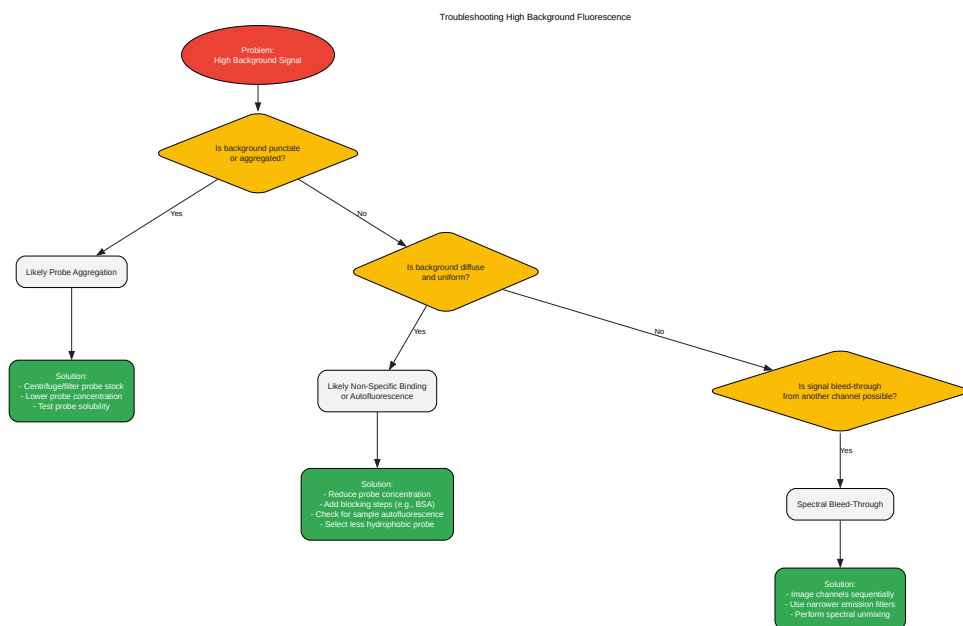 Troubleshooting High Background Fluorescence
Problem:
High Background Signal
Is background punctate
or aggregated?
Yes
No
Likely Probe Aggregation
Is background diffuse
and uniform?
Yes
No
Solution:
- Centrifuge/filter probe stock
- Lower probe concentration
- Test probe solubility
Likely Non-Specific Binding
or Autofluorescence
Is signal bleed-through
from another channel possible?
Yes
Solution:
- Reduce probe concentration
- Add blocking steps (e.g., BSA)
- Check for sample autofluorescence
- Select less hydrophobic probe
Spectral Bleed-Through
Solution:
- Image channels sequentially
- Use narrower emission filters
- Perform spectral unmixing